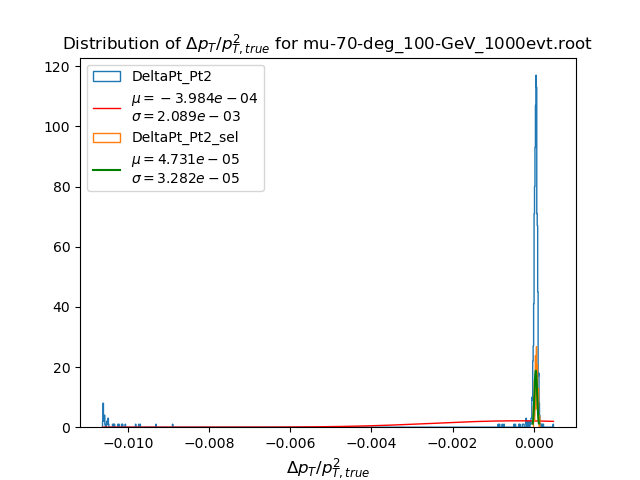 Distribution of Δp_T/p²_{T,true} for mu-70-deg_100-GeV_1000evt.root
DeltaPt_Pt2
μ = −3.984e−04
σ = 2.089e−03
DeltaPt_Pt2_sel
μ = 4.731e−05
σ = 3.282e−05
120
100
80
60
40
20
0
−0.010 −0.008 −0.006 −0.004 −0.002 0.000
Δp_T/p²_{T,true}